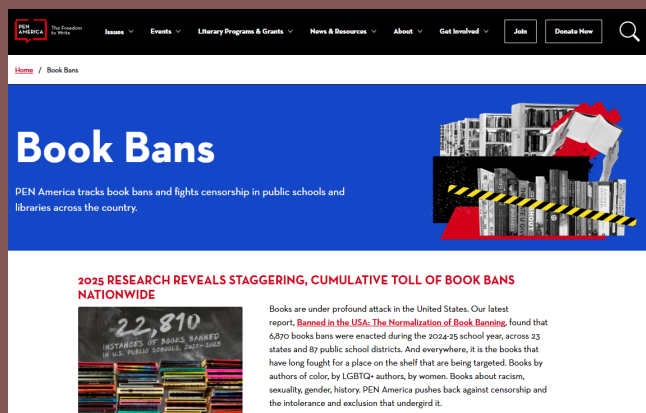 PEN AMERICA The Freedom to Write Issues Events Literary Programs & Grants News & Resources About Get Involved Join Donate Now
Home / Book Bans
Book Bans
PEN America tracks book bans and fights censorship in public schools and
libraries across the country.
2025 RESEARCH REVEALS STAGGERING, CUMULATIVE TOLL OF BOOK BANS
NATIONWIDE
22,810
INSTANCES OF BOOKS BANNED
IN U.S. PUBLIC SCHOOLS, 2021-2025
Books are under profound attack in the United States. Our latest
report, Banned in the USA: The Normalization of Book Banning, found that
6,870 books bans were enacted during the 2024-25 school year, across 23
states and 87 public school districts. And everywhere, it is the books that
have long fought for a place on the shelf that are being targeted. Books by
authors of color, by LGBTQ+ authors, by women. Books about racism,
sexuality, gender, history. PEN America pushes back against censorship and
the intolerance and exclusion that undergird it.